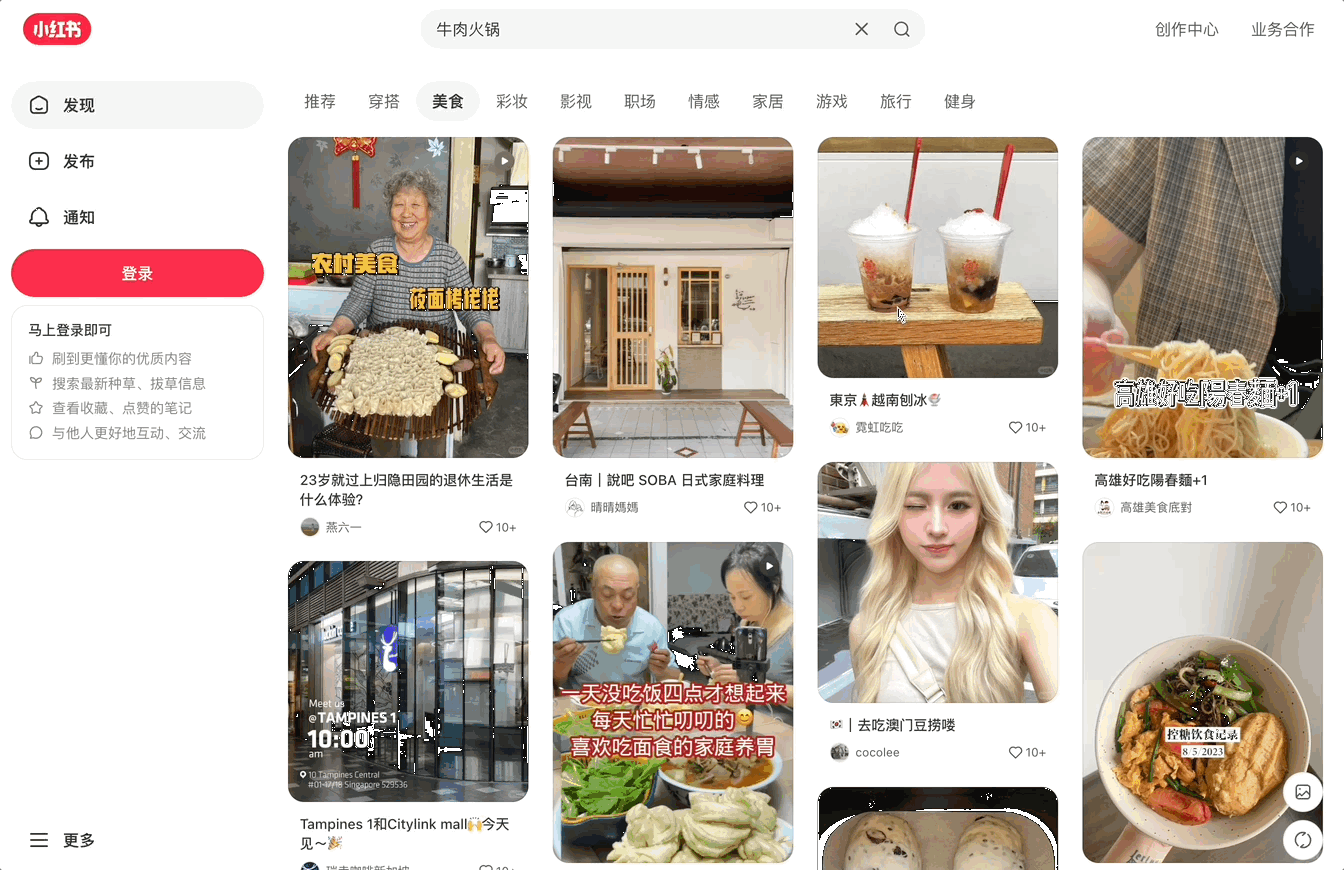 小红书
牛肉火锅
创作中心
业务合作
发现
发布
通知
登录
马上登录即可
刷到更懂你的优质内容
搜索最新种草、拔草信息
查看收藏、点赞的笔记
与他人更好地互动、交流
更多
推荐 穿搭 美食 彩妆 影视 职场 情感 家居 游戏 旅行 健身
农村美食
莜面栲栳栳
23岁就过上归隐田园的退休生活是
什么体验?
燕六一
10+
Meet us
@TAMPINES 1
10:00
am
10 Tampines Central
#01-17/18 Singapore 529536
Tampines 1和Citylink mall🙌今天
见～🎉
瑞幸咖啡新加坡
10+
台南｜說吧 SOBA 日式家庭料理
晴晴媽媽
10+
一天没吃饭四点才想起来
每天忙忙叨叨的😊
喜欢吃面食的家庭养胃
東京🗼越南刨冰🍧
霓虹吃吃
10+
🇰🇷｜去吃澳门豆捞喽
cocolee
10+
高雄好吃陽春麵+1
高雄好吃陽春麵+1
高雄美食底對
10+
控糖饮食记录
8/5/2023